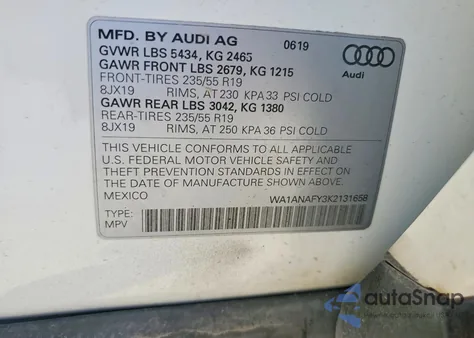 MFD. BY AUDI AG 0619
GVWR LBS 5434, KG 2465
GAWR FRONT LBS 2679, KG 1215
FRONT-TIRES 235/55 R19
8JX19 RIMS, AT 230 KPA 33 PSI COLD
GAWR REAR LBS 3042, KG 1380
REAR-TIRES 235/55 R19
8JX19 RIMS, AT 250 KPA 36 PSI COLD
Audi
THIS VEHICLE CONFORMS TO ALL APPLICABLE
U.S. FEDERAL MOTOR VEHICLE SAFETY AND
THEFT PREVENTION STANDARDS IN EFFECT
ON THE DATE OF MANUFACTURE SHOWN ABOVE.
MEXICO WA1ANAFY3K2131658
TYPE:
MPV
autoSnap